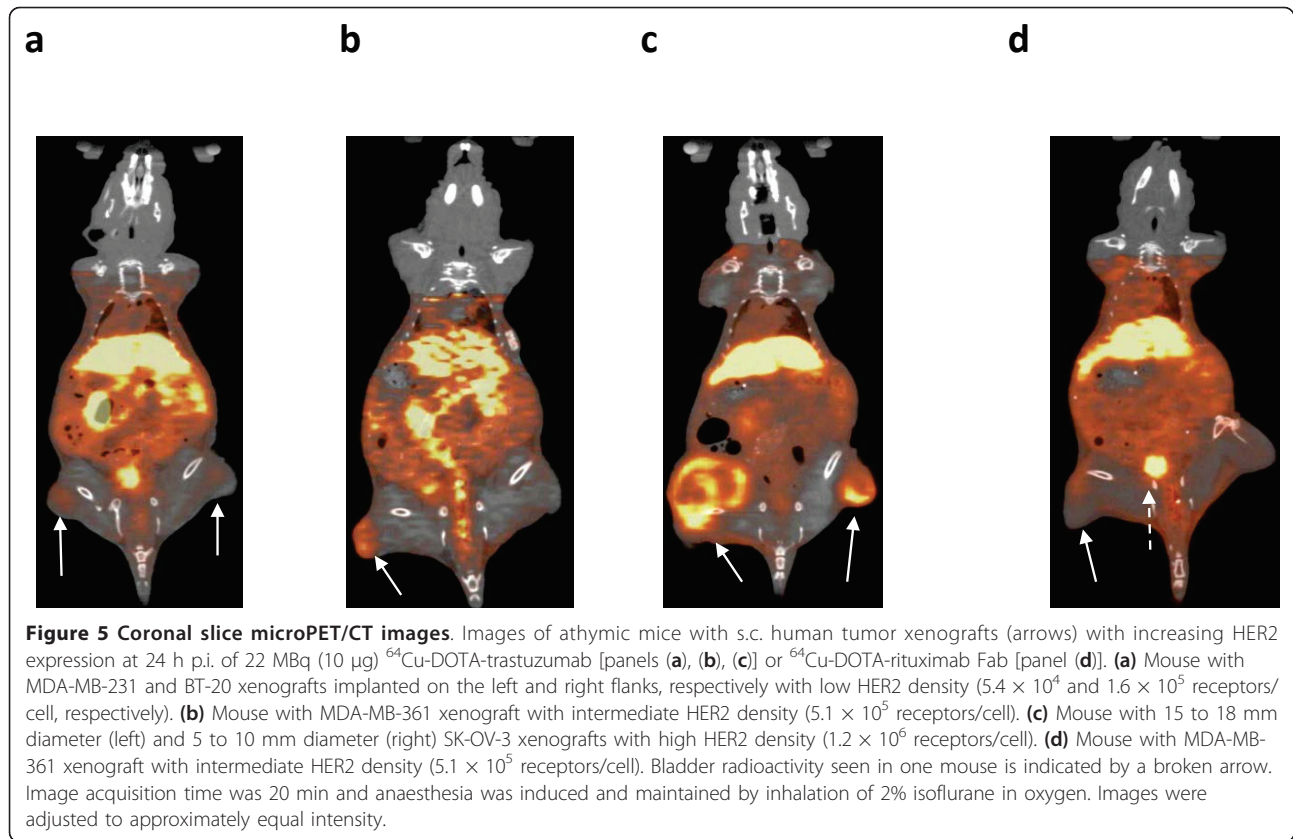 a b c d
Figure 5 Coronal slice microPET/CT images. Images of athymic mice with s.c. human tumor xenografts (arrows) with increasing HER2
expression at 24 h p.i. of 22 MBq (10 μg) ⁶⁴Cu-DOTA-trastuzumab [panels (a), (b), (c)] or ⁶⁴Cu-DOTA-rituximab Fab [panel (d)]. (a) Mouse with
MDA-MB-231 and BT-20 xenografts implanted on the left and right flanks, respectively with low HER2 density (5.4 × 10⁴ and 1.6 × 10⁵ receptors/
cell, respectively). (b) Mouse with MDA-MB-361 xenograft with intermediate HER2 density (5.1 × 10⁵ receptors/cell). (c) Mouse with 15 to 18 mm
diameter (left) and 5 to 10 mm diameter (right) SK-OV-3 xenografts with high HER2 density (1.2 × 10⁶ receptors/cell). (d) Mouse with MDA-MB-
361 xenograft with intermediate HER2 density (5.1 × 10⁵ receptors/cell). Bladder radioactivity seen in one mouse is indicated by a broken arrow.
Image acquisition time was 20 min and anaesthesia was induced and maintained by inhalation of 2% isoflurane in oxygen. Images were
adjusted to approximately equal intensity.